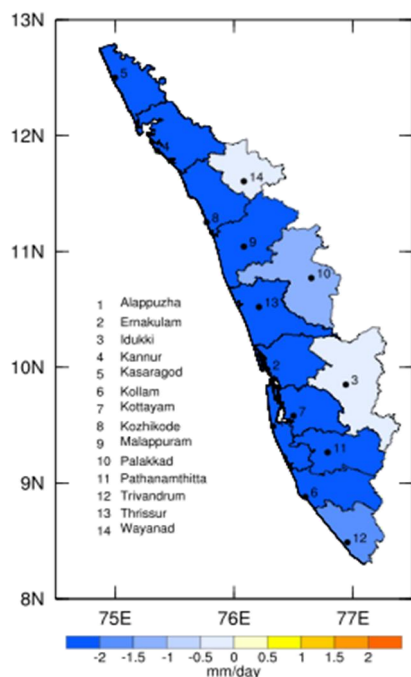 13N
12N
11N
10N
9N
8N
5
4
14
8
9
10
13
2
3
7
11
6
12
1 Alappuzha
2 Ernakulam
3 Idukki
4 Kannur
5 Kasaragod
6 Kollam
7 Kottayam
8 Kozhikode
9 Malappuram
10 Palakkad
11 Pathanamthitta
12 Trivandrum
13 Thrissur
14 Wayanad
75E 76E 77E
-2 -1.5 -1 -0.5 0 0.5 1 1.5 2
mm/day